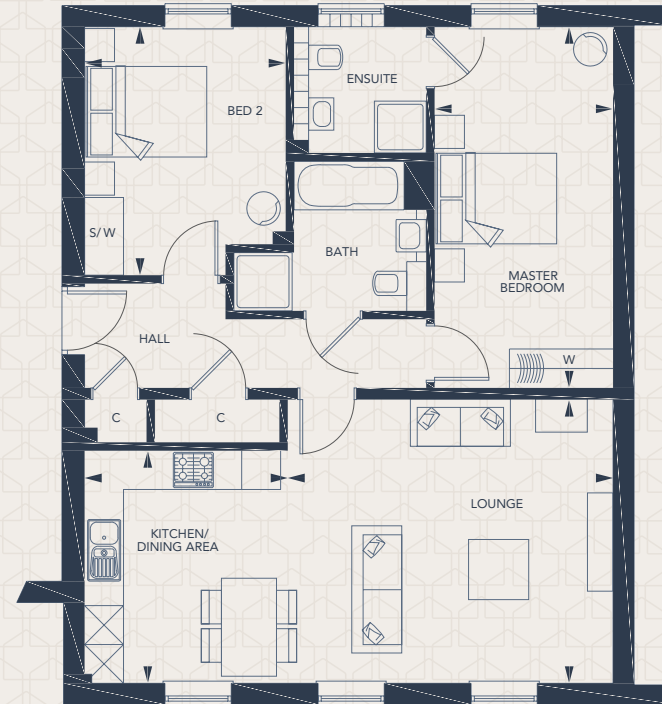 ENSUITE
BED 2
S/ W
BATH
MASTER
BEDROOM
HALL
W
C
C
LOUNGE
KITCHEN/
DINING AREA